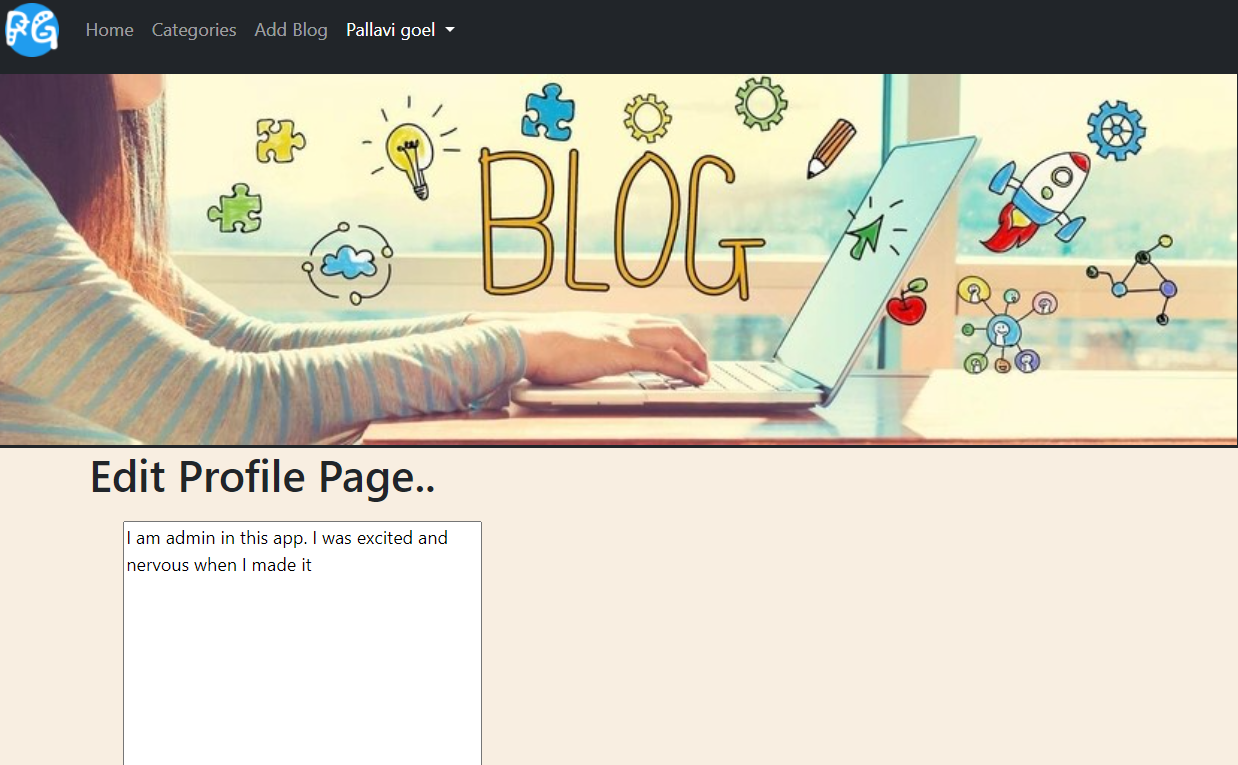 PG
Home Categories Add Blog Pallavi goel
BLOG
Edit Profile Page..
I am admin in this app. I was excited and
nervous when I made it